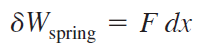 δW_spring = F dx